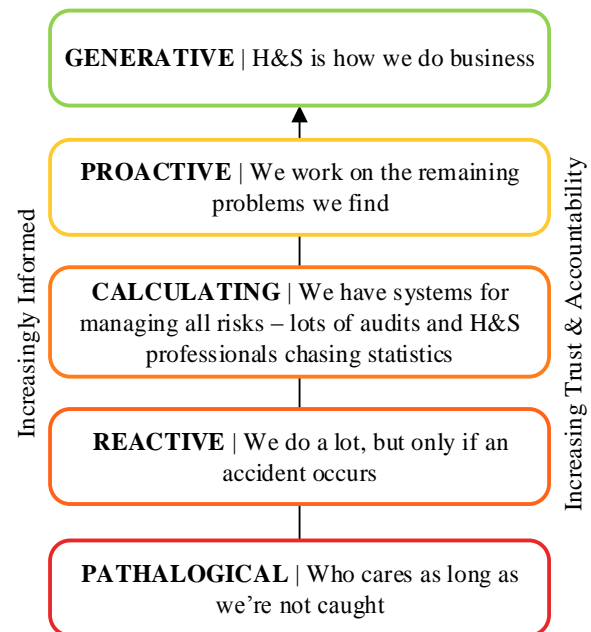 GENERATIVE | H&S is how we do business
PROACTIVE | We work on the remaining
problems we find
CALCULATING | We have systems for
managing all risks – lots of audits and H&S
professionals chasing statistics
REACTIVE | We do a lot, but only if an
accident occurs
PATHALOGICAL | Who cares as long as
we're not caught
Increasingly Informed
Increasing Trust & Accountability